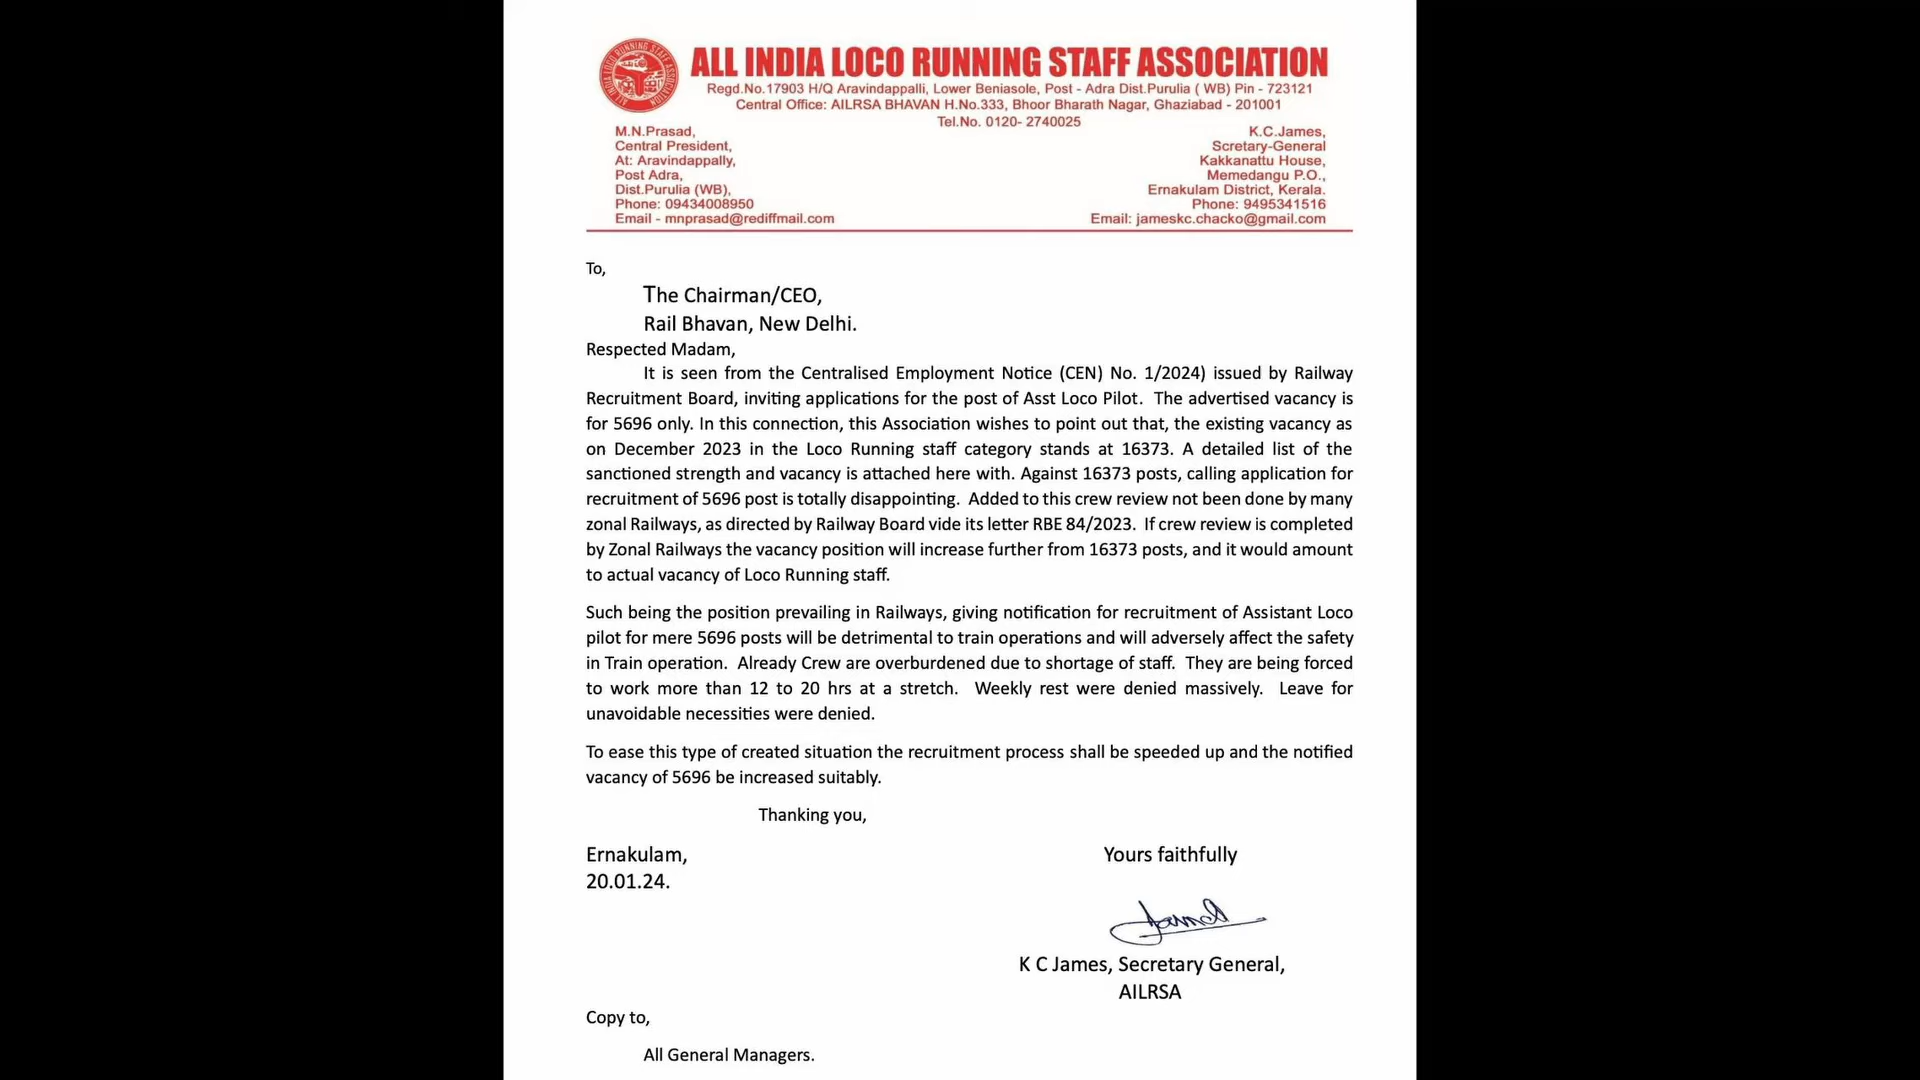 ALL INDIA LOCO RUNNING STAFF ASSOCIATION
Regd.No.17903 H/Q Aravindappalli, Lower Beniasole, Post - Adra Dist.Purulia ( WB) Pin - 723121
Central Office: AILRSA BHAVAN H.No.333, Bhoor Bharath Nagar, Ghaziabad - 201001
Tel.No. 0120- 2740025
M.N.Prasad,
Central President,
At: Aravindappally,
Post Adra,
Dist.Purulia (WB),
Phone: 09434008950
Email - mnprasad@rediffmail.com
K.C.James,
Scretary-General
Kakkanattu House,
Memedangu P.O.,
Ernakulam District, Kerala.
Phone: 9495341516
Email: jameskc.chacko@gmail.com
To,
The Chairman/CEO,
Rail Bhavan, New Delhi.
Respected Madam,
It is seen from the Centralised Employment Notice (CEN) No. 1/2024) issued by Railway
Recruitment Board, inviting applications for the post of Asst Loco Pilot. The advertised vacancy is
for 5696 only. In this connection, this Association wishes to point out that, the existing vacancy as
on December 2023 in the Loco Running staff category stands at 16373. A detailed list of the
sanctioned strength and vacancy is attached here with. Against 16373 posts, calling application for
recruitment of 5696 post is totally disappointing. Added to this crew review not been done by many
zonal Railways, as directed by Railway Board vide its letter RBE 84/2023. If crew review is completed
by Zonal Railways the vacancy position will increase further from 16373 posts, and it would amount
to actual vacancy of Loco Running staff.
Such being the position prevailing in Railways, giving notification for recruitment of Assistant Loco
pilot for mere 5696 posts will be detrimental to train operations and will adversely affect the safety
in Train operation. Already Crew are overburdened due to shortage of staff. They are being forced
to work more than 12 to 20 hrs at a stretch. Weekly rest were denied massively. Leave for
unavoidable necessities were denied.
To ease this type of created situation the recruitment process shall be speeded up and the notified
vacancy of 5696 be increased suitably.
Thanking you,
Ernakulam,
20.01.24.
Yours faithfully
K C James, Secretary General,
AILRSA
Copy to,
All General Managers.